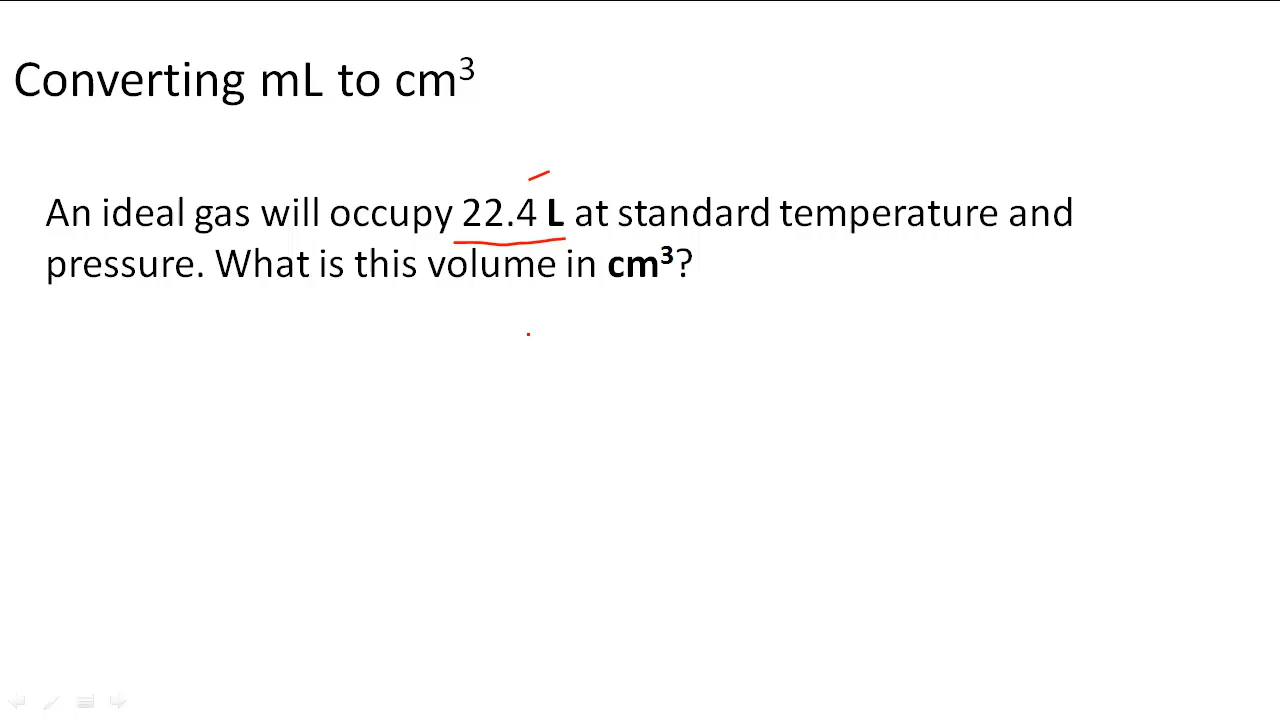 Converting mL to cm³
An ideal gas will occupy 22.4 L at standard temperature and
pressure. What is this volume in cm³?